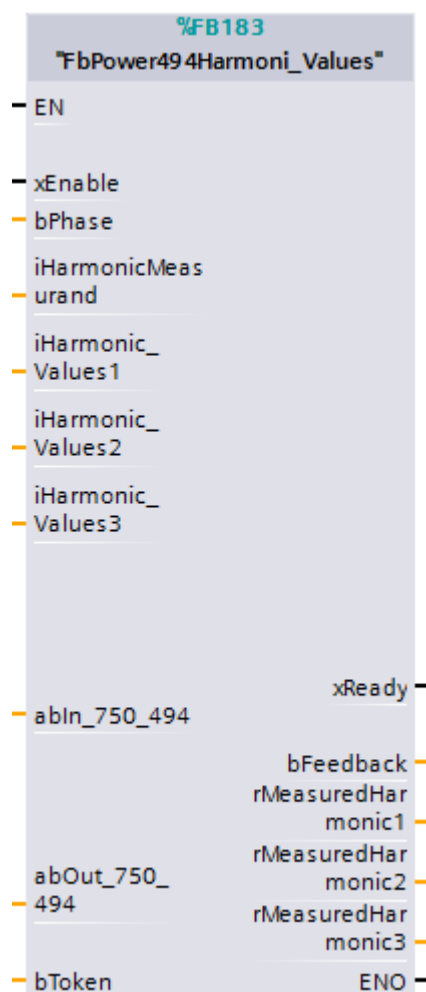 %FB183
"FbPower494Harmoni_Values"
EN
xEnable
bPhase
iHarmonicMeas
urand
iHarmonic_
Values1
iHarmonic_
Values2
iHarmonic_
Values3
xReady
abIn_750_494
bFeedback
rMeasuredHar
monic1
rMeasuredHar
monic2
abOut_750_
494
rMeasuredHar
monic3
bToken
ENO